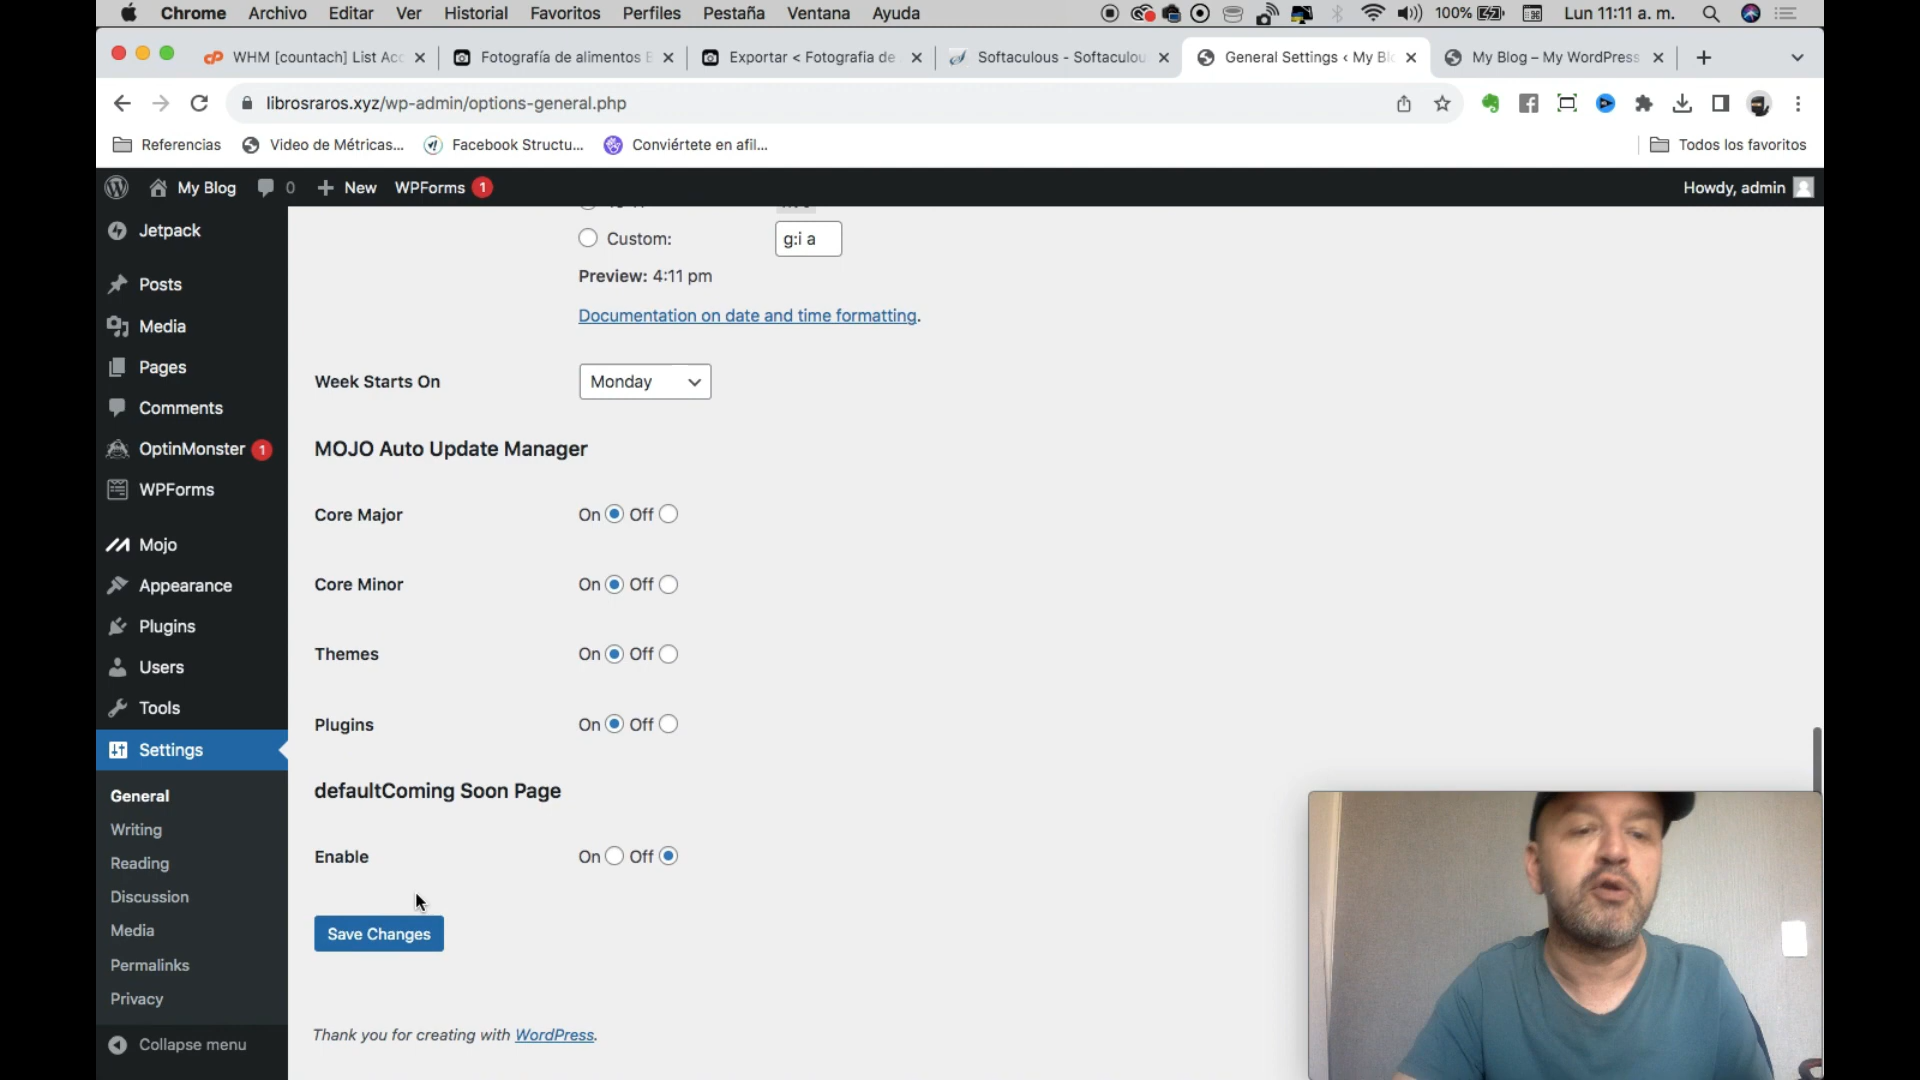 Chrome Archivo Editar Ver Historial Favoritos Perfiles Pestaña Ventana Ayuda 100% Lun 11:11 a. m.
WHM [countach] List Acc Fotografía de alimentos E Exportar < Fotografia de Softaculous - Softaculou General Settings ‹ My Bl My Blog – My WordPress
librosraros.xyz/wp-admin/options-general.php
Referencias Video de Métricas... Facebook Structu... Conviértete en afil... Todos los favoritos
My Blog 0 New WPForms 1 Howdy, admin
Jetpack
Posts
Media
Pages
Comments
OptinMonster 1
WPForms
Mojo
Appearance
Plugins
Users
Tools
Settings
General
Writing
Reading
Discussion
Media
Permalinks
Privacy
Collapse menu
Custom: g:i a
Preview: 4:11 pm
Documentation on date and time formatting.
Week Starts On Monday
MOJO Auto Update Manager
Core Major On Off
Core Minor On Off
Themes On Off
Plugins On Off
defaultComing Soon Page
Enable On Off
Save Changes
Thank you for creating with WordPress.